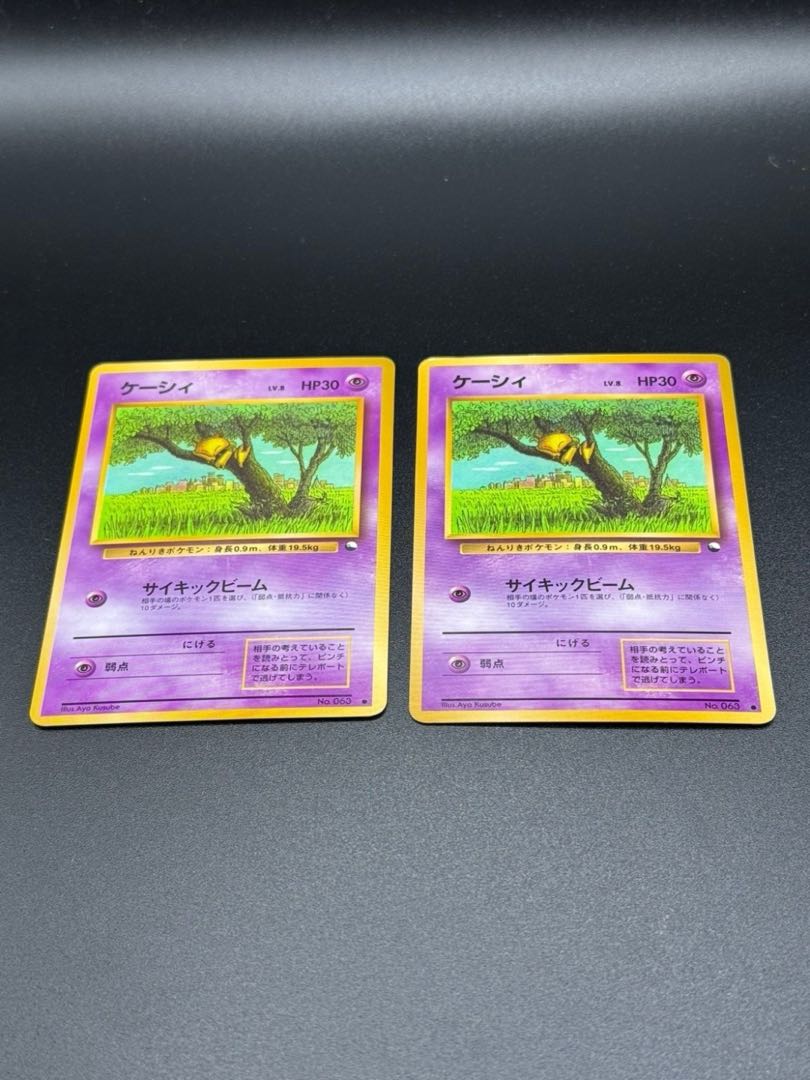 ケーシィ LV.8 HP30
ねんりきポケモン：身長0.9m、体重19.5kg
サイキックビーム
相手の場のポケモン1匹を選び、(「弱点・抵抗力」に関係なく)
10ダメージ。
にげる
弱点
相手の考えていること
を読みとって、ピンチ
になる前にテレポート
で逃げてしまう。
Illus.Aya Kusube No.063 ●
ケーシィ LV.8 HP30
ねんりきポケモン：身長0.9m、体重19.5kg
サイキックビーム
相手の場のポケモン1匹を選び、(「弱点・抵抗力」に関係なく)
10ダメージ。
にげる
弱点
相手の考えていること
を読みとって、ピンチ
になる前にテレポート
で逃げてしまう。
Illus.Aya Kusube No.063 ●